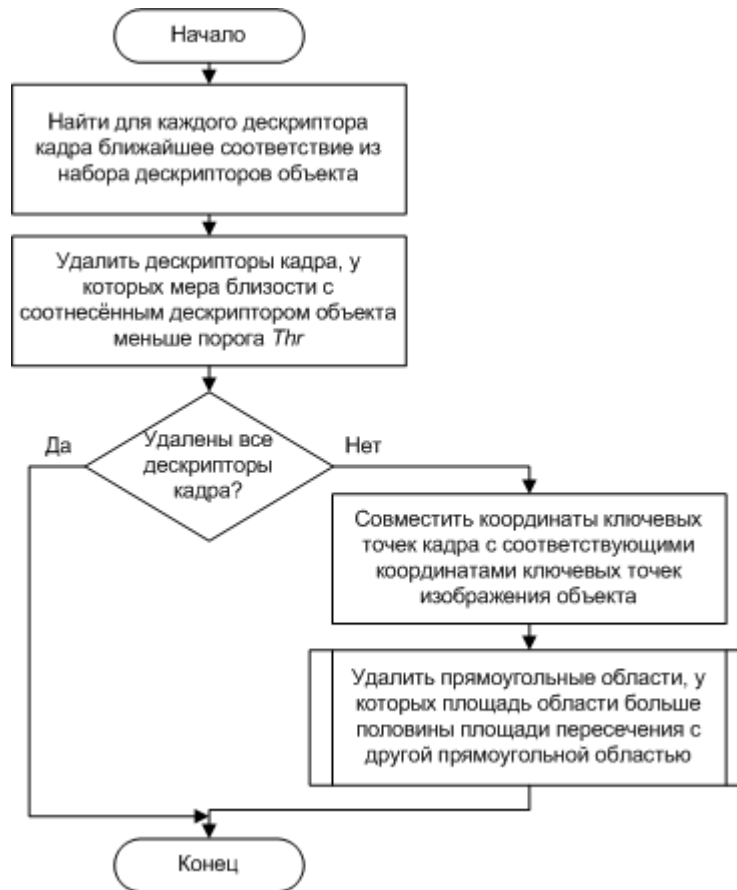 Начало
Найти для каждого дескриптора
кадра ближайшее соответствие из
набора дескрипторов объекта
Удалить дескрипторы кадра, у
которых мера близости с
соотнесённым дескриптором объекта
меньше порога Thr
Да
Удалены все
дескрипторы
кадра?
Нет
Совместить координаты ключевых
точек кадра с соответствующими
координатами ключевых точек
изображения объекта
Удалить прямоугольные области, у
которых площадь области больше
половины площади пересечения с
другой прямоугольной областью
Конец